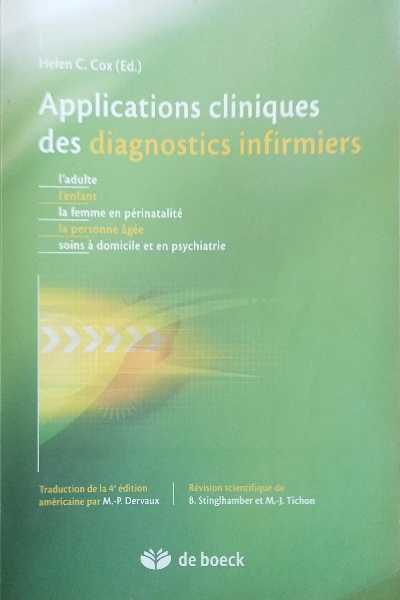 Helen C. Cox (Ed.)
Applications cliniques
des diagnostics infirmiers
l'adulte
l'enfant
la femme en périnatalité
la personne âgée
soins à domicile et en psychiatrie
Traduction de la 4e édition
américaine par M.-P. Dervaux
Révision scientifique de
B. Stinglhamber et M.-J. Tichon
de boeck